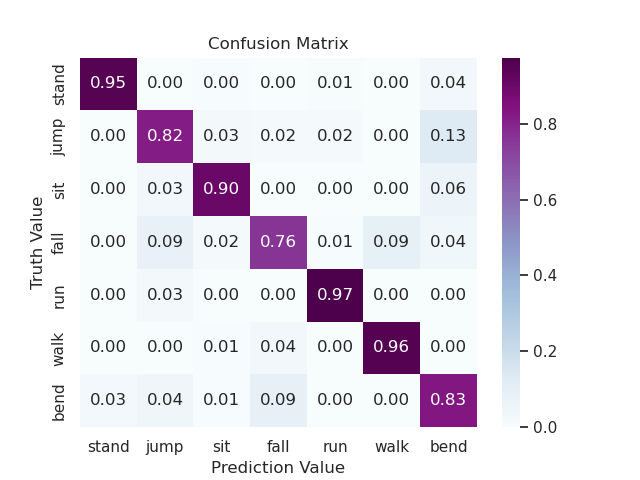 Confusion Matrix
Truth Value
stand 0.95 0.00 0.00 0.00 0.01 0.00 0.04
jump 0.00 0.82 0.03 0.02 0.02 0.00 0.13
sit 0.00 0.03 0.90 0.00 0.00 0.00 0.06
fall 0.00 0.09 0.02 0.76 0.01 0.09 0.04
run 0.00 0.03 0.00 0.00 0.97 0.00 0.00
walk 0.00 0.00 0.01 0.04 0.00 0.96 0.00
bend 0.03 0.04 0.01 0.09 0.00 0.00 0.83
stand jump sit fall run walk bend
Prediction Value
0.8
0.6
0.4
0.2
0.0